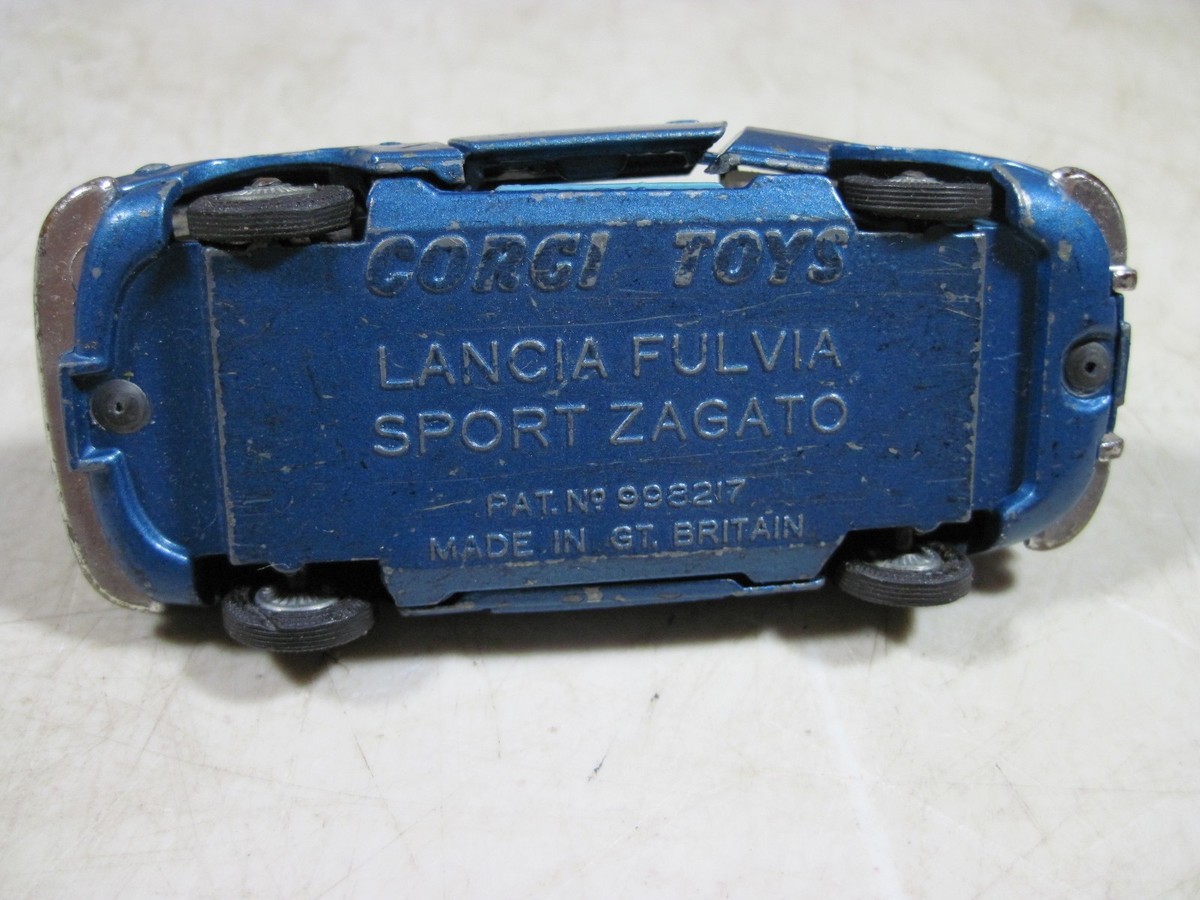 CORGI TOYS
LANCIA FULVIA
SPORT ZAGATO
PAT. Nº 998217
MADE IN GT. BRITAIN